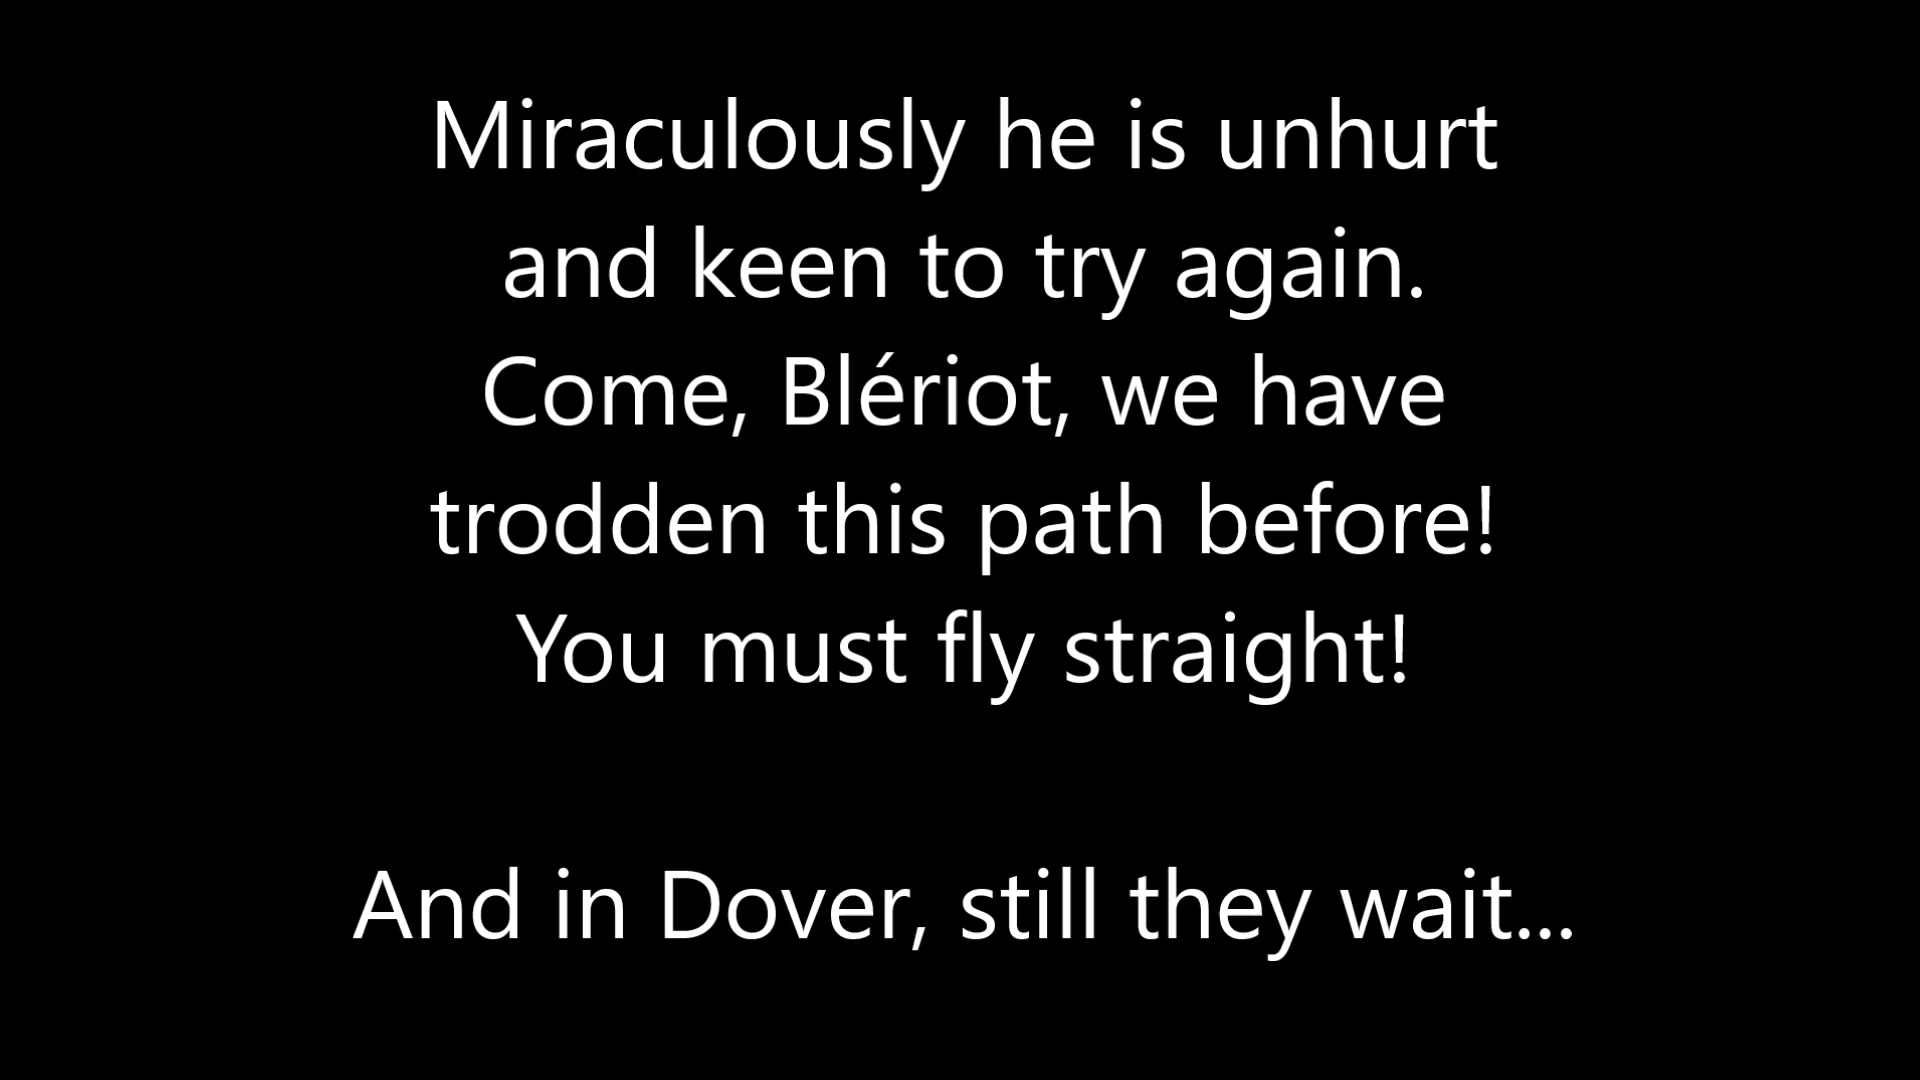 Miraculously he is unhurt
and keen to try again.
Come, Blériot, we have
trodden this path before!
You must fly straight!
And in Dover, still they wait...